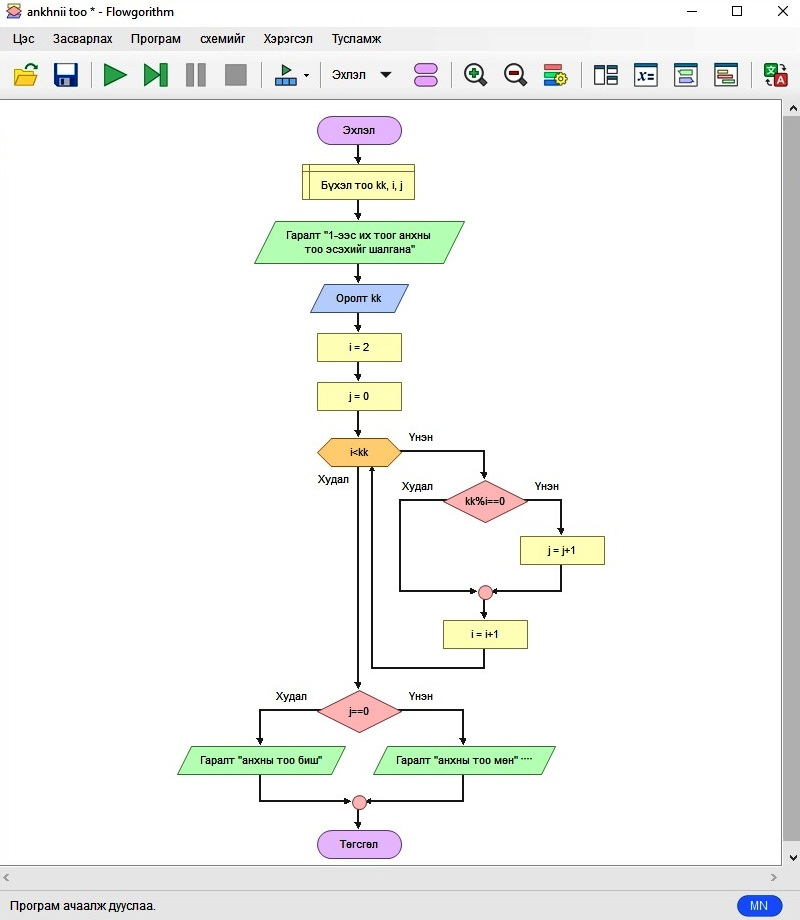 ankhnii too * - Flowgorithm
Цэс Засварлах Програм схемийг Хэрэгсэл Тусламж
Эхлэл
Эхлэл
Бүхэл тоо kk, i, j
Гаралт "1-ээс их тоог анхны
тоо эсэхийг шалгана"
Оролт kk
i = 2
j = 0
i<kk
Үнэн
Худал
Худал
Үнэн
kk%i==0
j = j+1
i = i+1
Худал
Үнэн
j==0
Гаралт "анхны тоо биш"
Гаралт "анхны тоо мөн" ····
Төгсгөл
Програм ачаалж дууслаа.
MN